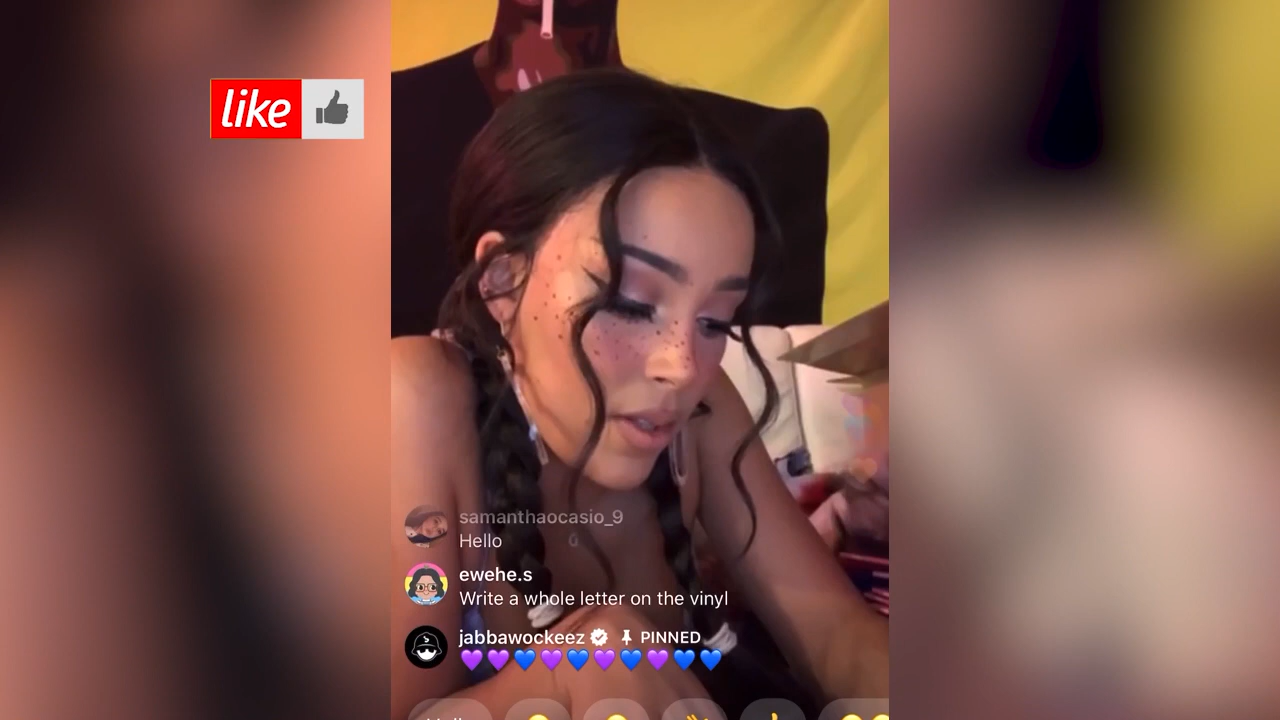 like
samanthaocasio_9
Hello
ewehe.s
Write a whole letter on the vinyl
jabbawockeez PINNED
💜💜💙💜💙💜💙💜💙💙